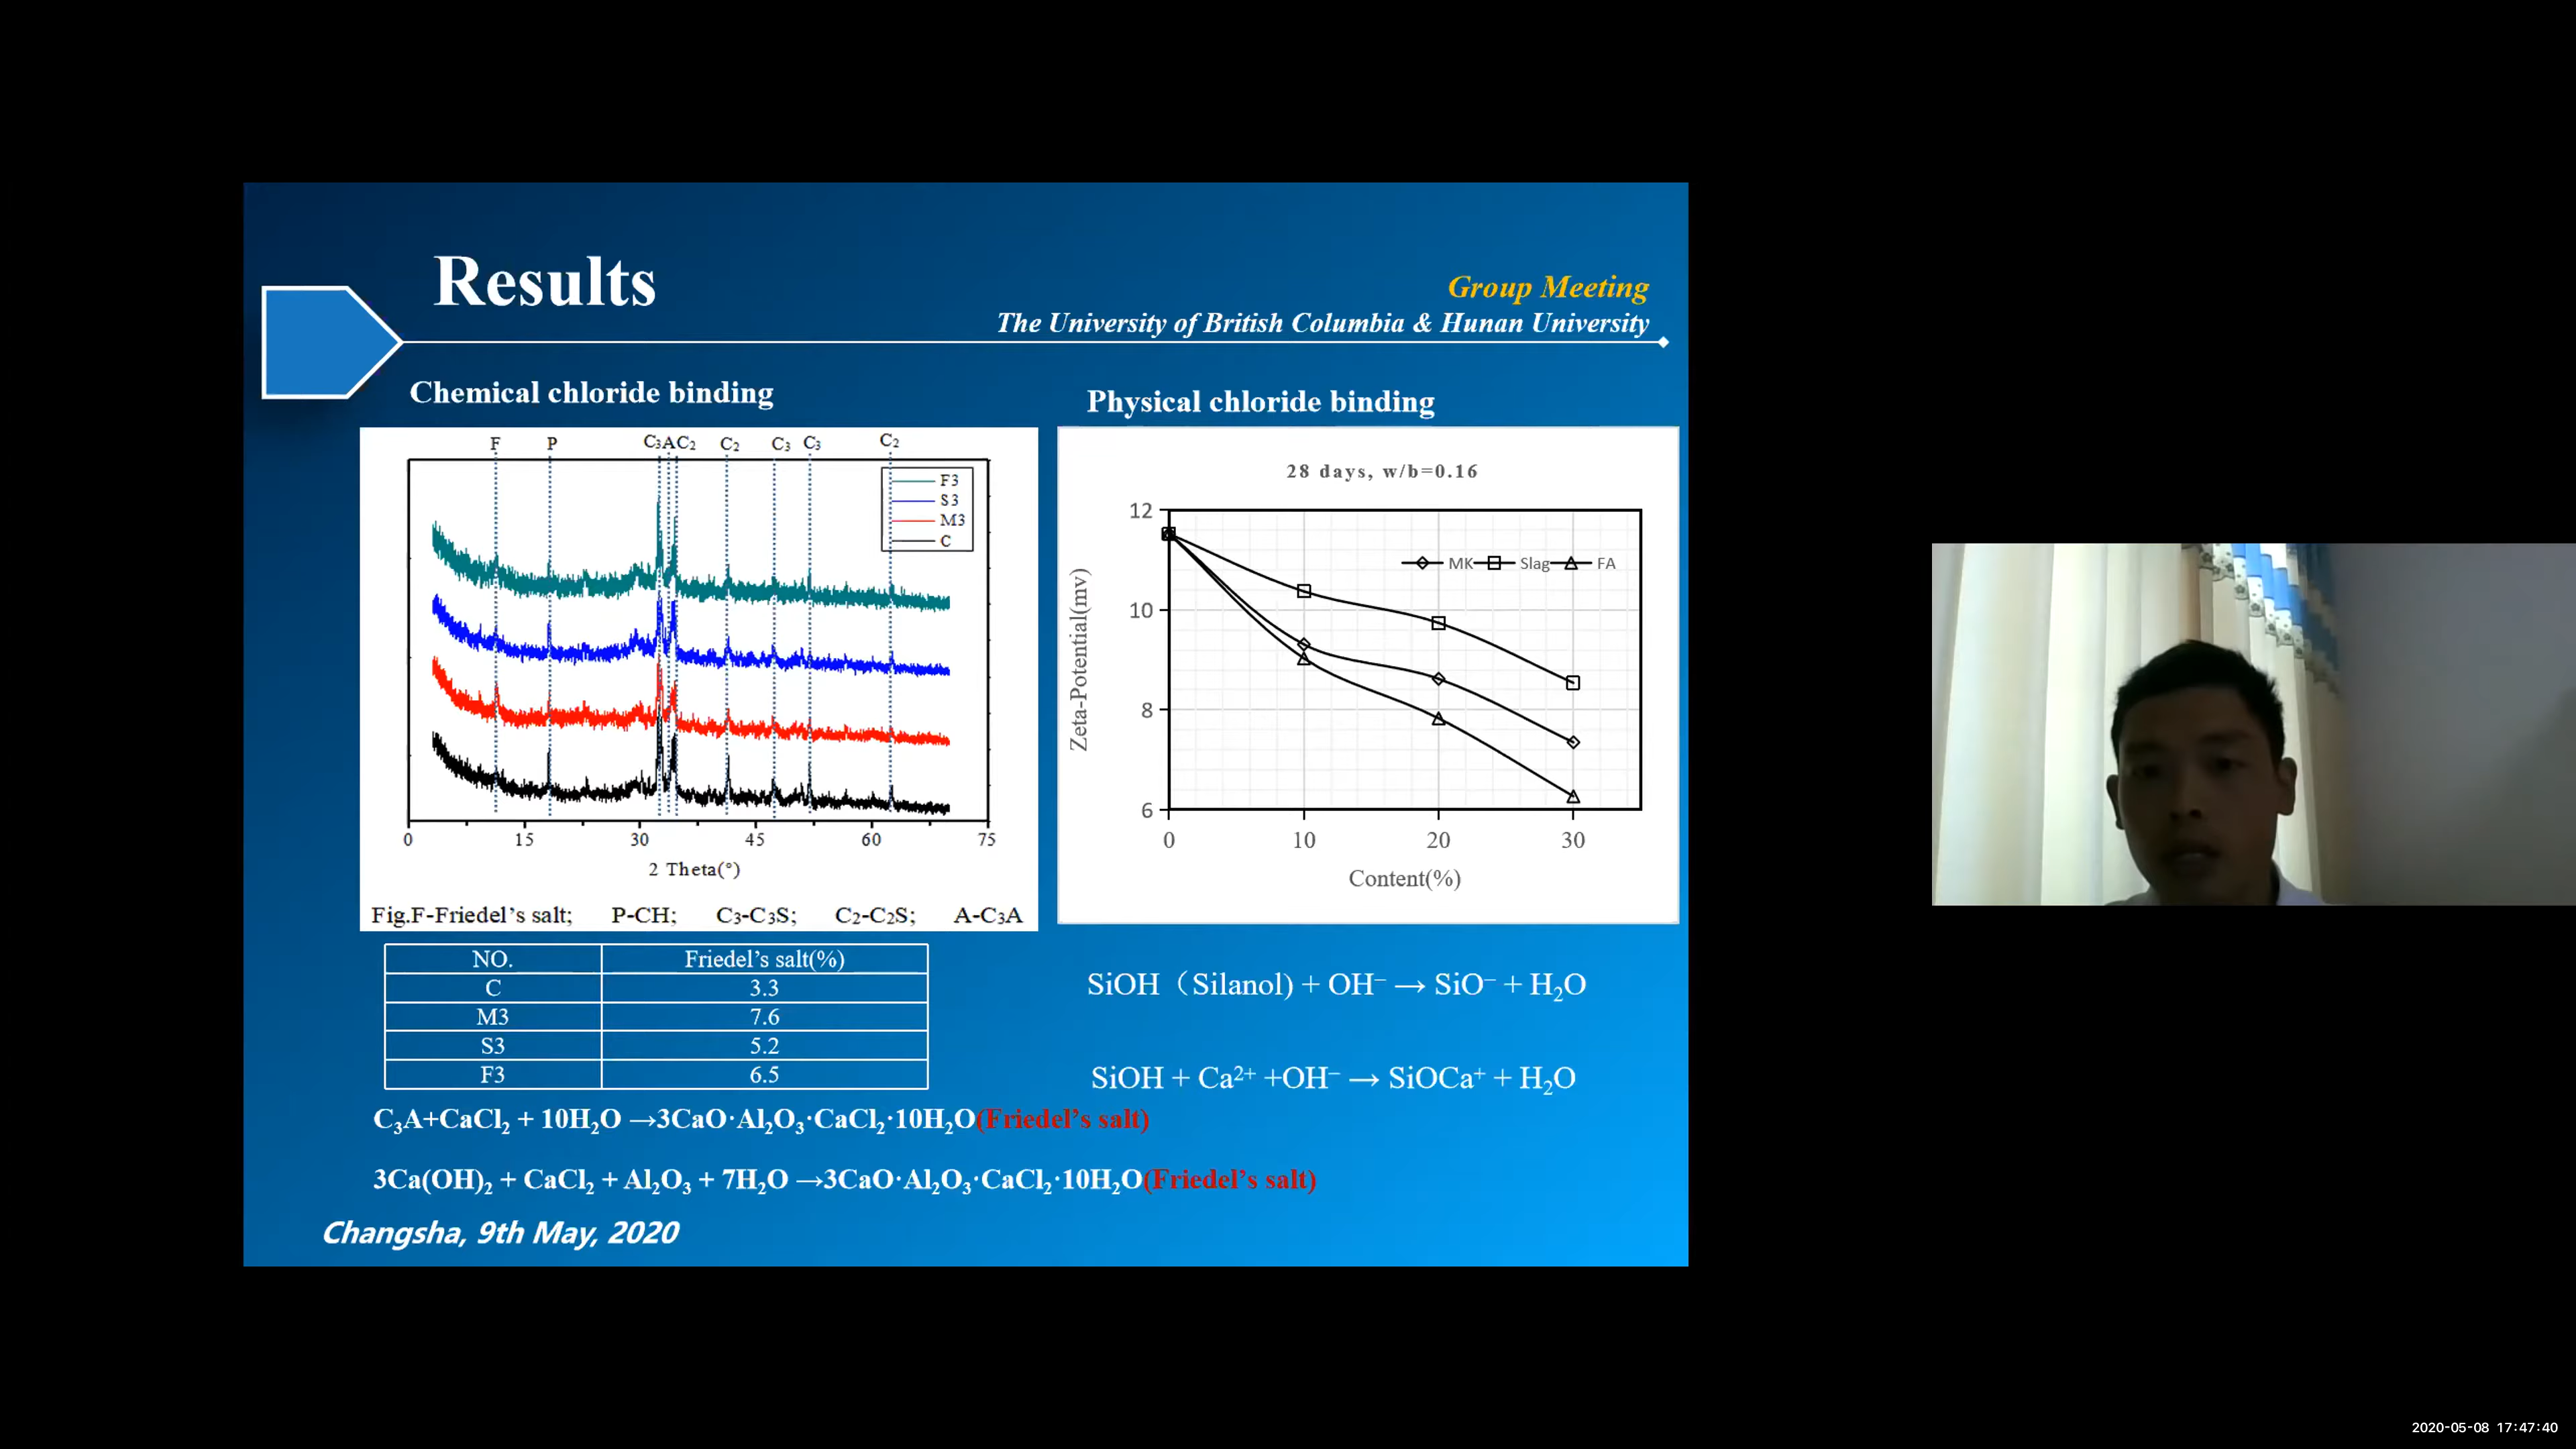 Results
Group Meeting
The University of British Columbia & Hunan University
Chemical chloride binding
F P C₃ A C₂ C₂ C₃ C₃ C₂
F3
S3
M3
C
0 15 30 45 60 75
2 Theta(°)
Fig.F-Friedel's salt; P-CH; C₃-C₃S; C₂-C₂S; A-C₃A
Physical chloride binding
28 days, w/b=0.16
12
10
8
6
Zeta-Potential(mv)
MK Slag FA
0 10 20 30
Content(%)
NO. Friedel's salt(%)
C 3.3
M3 7.6
S3 5.2
F3 6.5
SiOH（Silanol) + OH⁻ → SiO⁻ + H₂O
SiOH + Ca²⁺ +OH⁻ → SiOCa⁺ + H₂O
C₃A+CaCl₂ + 10H₂O →3CaO·Al₂O₃·CaCl₂·10H₂O(Friedel's salt)
3Ca(OH)₂ + CaCl₂ + Al₂O₃ + 7H₂O →3CaO·Al₂O₃·CaCl₂·10H₂O(Friedel's salt)
Changsha, 9th May, 2020
2020-05-08 17:47:40